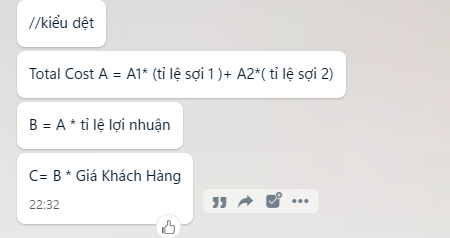 //kiểu dệt
Total Cost A = A1* (tỉ lệ sợi 1 )+ A2*( tỉ lệ sợi 2)
B = A * tỉ lệ lợi nhuận
C= B * Giá Khách Hàng
22:32